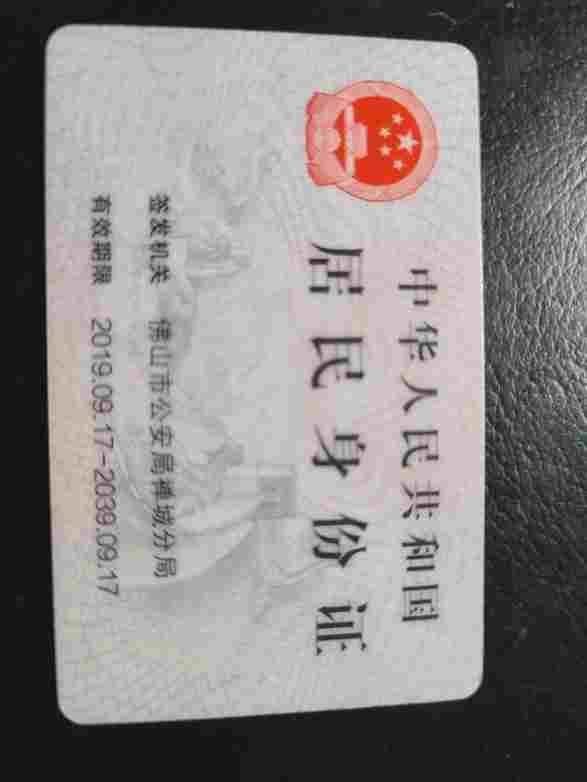 中华人民共和国
居民身份证
签发机关 佛山市公安局禅城分局
有效期限 2019.09.17-2039.09.17